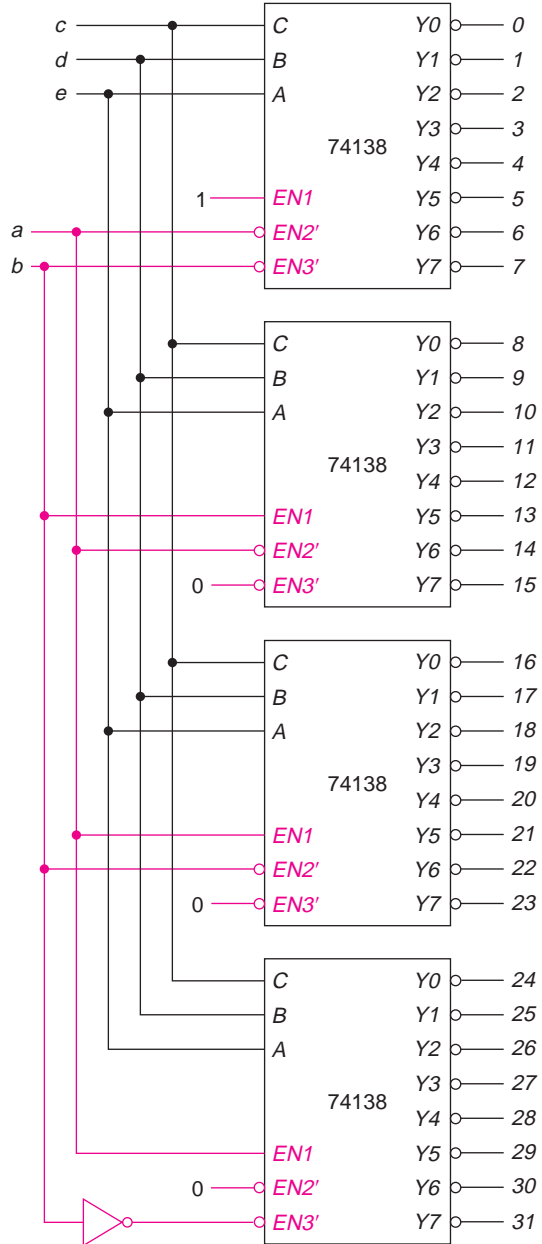 c C Y0 0
d B Y1 1
e A Y2 2
Y3 3
74138
Y4 4
1 EN1 Y5 5
a EN2' Y6 6
b EN3' Y7 7
C Y0 8
B Y1 9
A Y2 10
Y3 11
74138
Y4 12
EN1 Y5 13
EN2' Y6 14
0 EN3' Y7 15
C Y0 16
B Y1 17
A Y2 18
Y3 19
74138
Y4 20
EN1 Y5 21
EN2' Y6 22
0 EN3' Y7 23
C Y0 24
B Y1 25
A Y2 26
Y3 27
74138
Y4 28
EN1 Y5 29
0 EN2' Y6 30
EN3' Y7 31